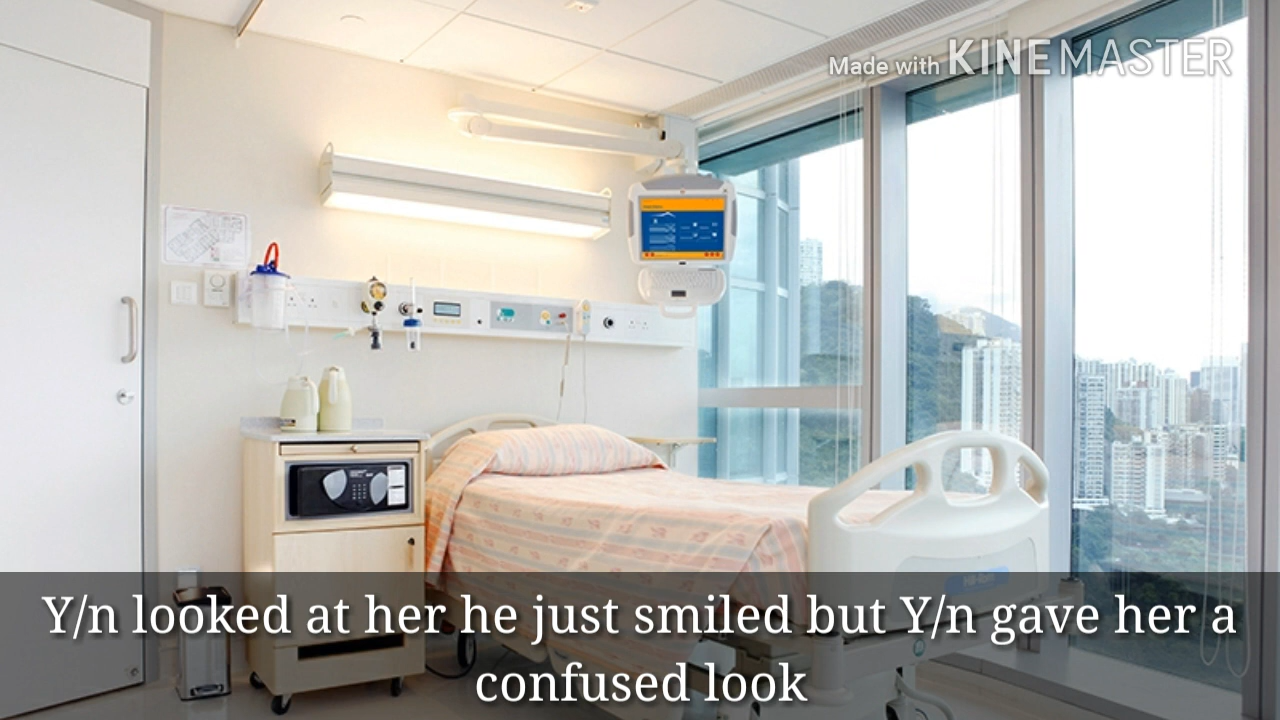 Made with KINEMASTER
Y/n looked at her he just smiled but Y/n gave her a
confused look